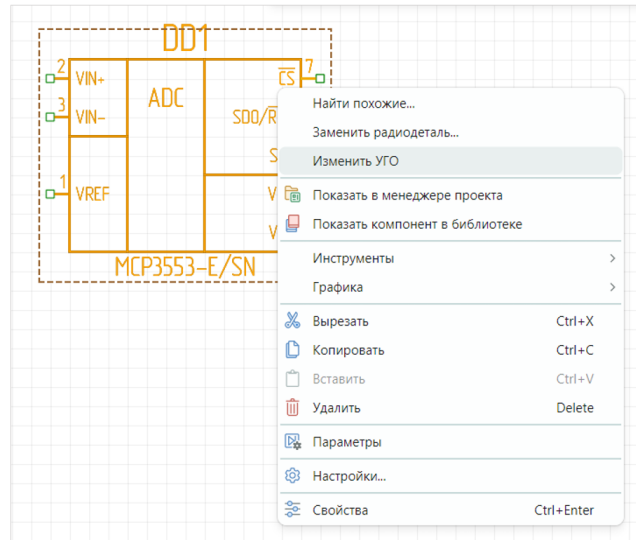 DD1
2 VIN+
ADC
CS 7
3 VIN-
SDO/R
S
1 VREF
V
V
MCP3553-E/SN
Найти похожие...
Заменить радиодеталь...
Изменить УГО
Показать в менеджере проекта
Показать компонент в библиотеке
Инструменты
Графика
Вырезать Ctrl+X
Копировать Ctrl+C
Вставить Ctrl+V
Удалить Delete
Параметры
Настройки...
Свойства Ctrl+Enter